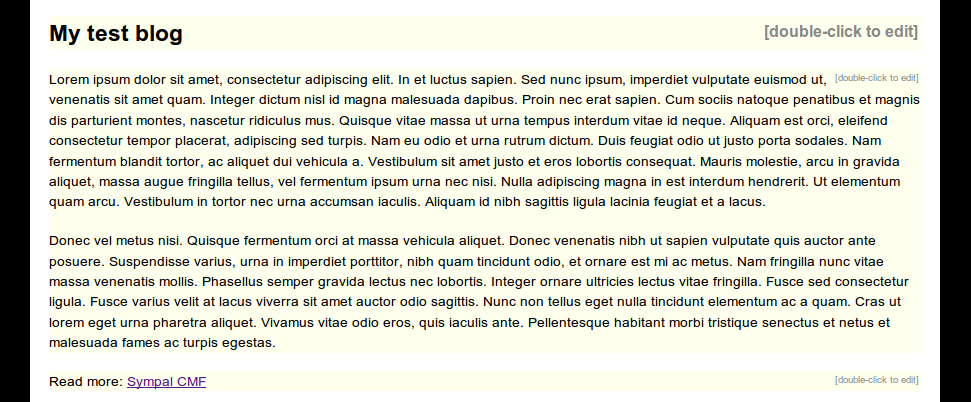 My test blog [double-click to edit]
Lorem ipsum dolor sit amet, consectetur adipiscing elit. In et luctus sapien. Sed nunc ipsum, imperdiet vulputate euismod ut, [double-click to edit]
venenatis sit amet quam. Integer dictum nisl id magna malesuada dapibus. Proin nec erat sapien. Cum sociis natoque penatibus et magnis
dis parturient montes, nascetur ridiculus mus. Quisque vitae massa ut urna tempus interdum vitae id neque. Aliquam est orci, eleifend
consectetur tempor placerat, adipiscing sed turpis. Nam eu odio et urna rutrum dictum. Duis feugiat odio ut justo porta sodales. Nam
fermentum blandit tortor, ac aliquet dui vehicula a. Vestibulum sit amet justo et eros lobortis consequat. Mauris molestie, arcu in gravida
aliquet, massa augue fringilla tellus, vel fermentum ipsum urna nec nisi. Nulla adipiscing magna in est interdum hendrerit. Ut elementum
quam arcu. Vestibulum in tortor nec urna accumsan iaculis. Aliquam id nibh sagittis ligula lacinia feugiat et a lacus.
Donec vel metus nisi. Quisque fermentum orci at massa vehicula aliquet. Donec venenatis nibh ut sapien vulputate quis auctor ante
posuere. Suspendisse varius, urna in imperdiet porttitor, nibh quam tincidunt odio, et ornare est mi ac metus. Nam fringilla nunc vitae
massa venenatis mollis. Phasellus semper gravida lectus nec lobortis. Integer ornare ultricies lectus vitae fringilla. Fusce sed consectetur
ligula. Fusce varius velit at lacus viverra sit amet auctor odio sagittis. Nunc non tellus eget nulla tincidunt elementum ac a quam. Cras ut
lorem eget urna pharetra aliquet. Vivamus vitae odio eros, quis iaculis ante. Pellentesque habitant morbi tristique senectus et netus et
malesuada fames ac turpis egestas.
Read more: Sympal CMF [double-click to edit]